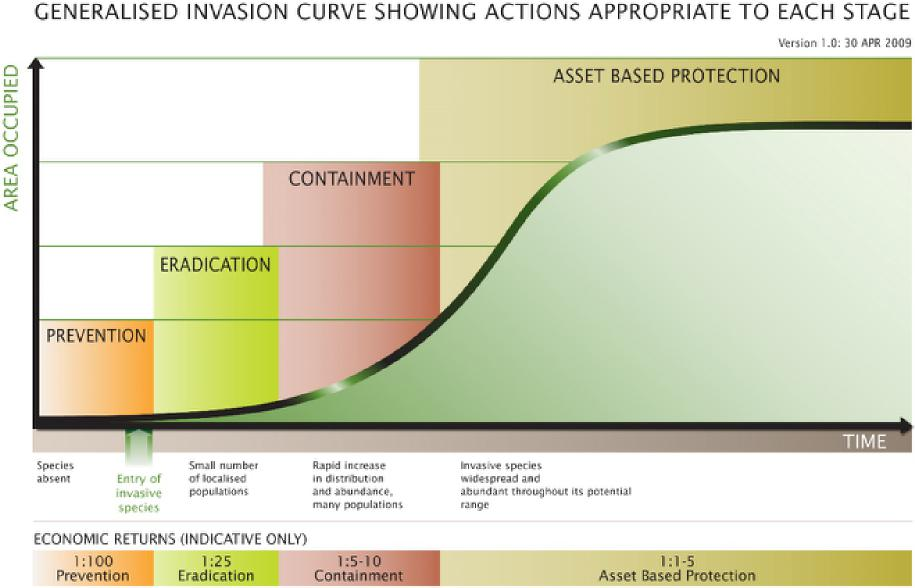 GENERALISED INVASION CURVE SHOWING ACTIONS APPROPRIATE TO EACH STAGE
Version 1.0: 30 APR 2009
AREA OCCUPIED
ASSET BASED PROTECTION
CONTAINMENT
ERADICATION
PREVENTION
TIME
Species
absent
Entry of
invasive
species
Small number
of localised
populations
Rapid increase
in distribution
and abundance,
many populations
Invasive species
widespread and
abundant throughout its potential
range
ECONOMIC RETURNS (INDICATIVE ONLY)
1:100
Prevention
1:25
Eradication
1:5-10
Containment
1:1-5
Asset Based Protection